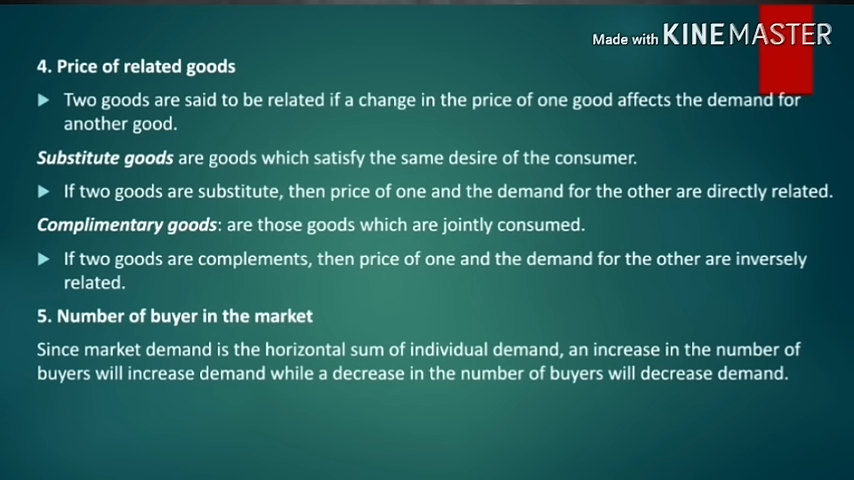 Made with KINEMASTER
4. Price of related goods
▶ Two goods are said to be related if a change in the price of one good affects the demand for
another good.
Substitute goods are goods which satisfy the same desire of the consumer.
▶ If two goods are substitute, then price of one and the demand for the other are directly related.
Complimentary goods: are those goods which are jointly consumed.
▶ If two goods are complements, then price of one and the demand for the other are inversely
related.
5. Number of buyer in the market
Since market demand is the horizontal sum of individual demand, an increase in the number of
buyers will increase demand while a decrease in the number of buyers will decrease demand.